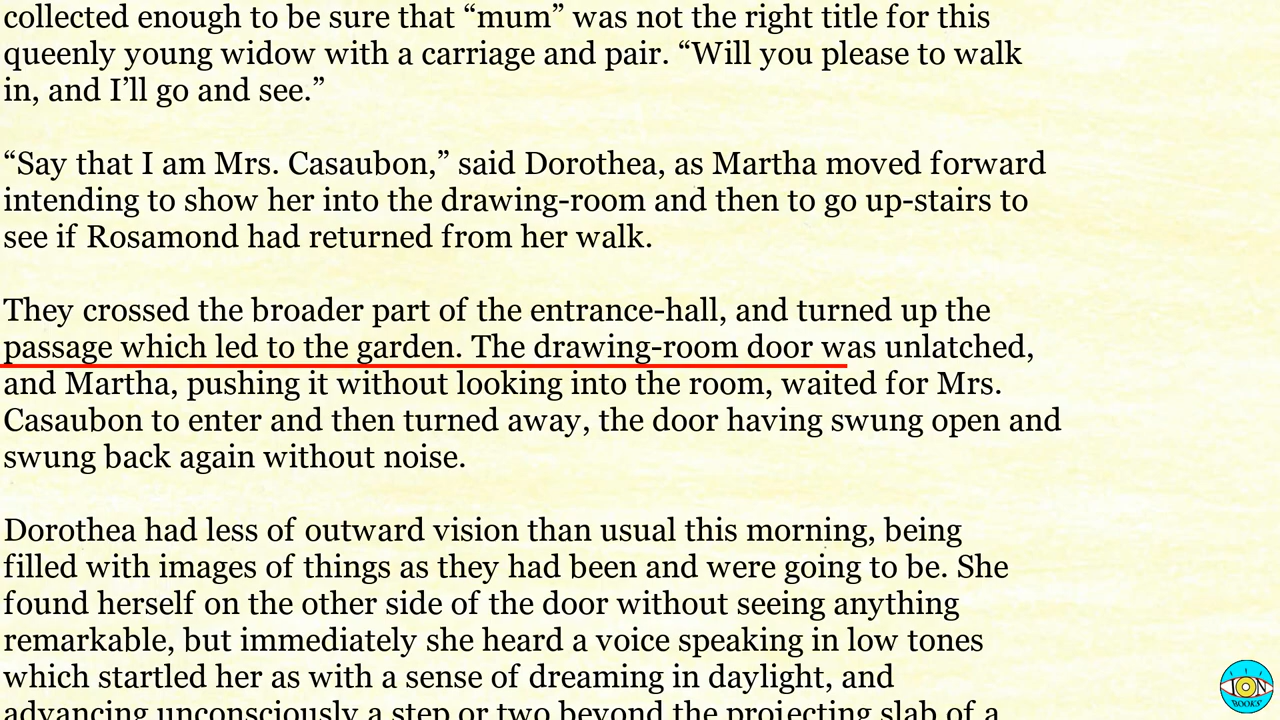 collected enough to be sure that “mum” was not the right title for this
queenly young widow with a carriage and pair. “Will you please to walk
in, and I’ll go and see.”
“Say that I am Mrs. Casaubon,” said Dorothea, as Martha moved forward
intending to show her into the drawing-room and then to go up-stairs to
see if Rosamond had returned from her walk.
They crossed the broader part of the entrance-hall, and turned up the
passage which led to the garden. The drawing-room door was unlatched,
and Martha, pushing it without looking into the room, waited for Mrs.
Casaubon to enter and then turned away, the door having swung open and
swung back again without noise.
Dorothea had less of outward vision than usual this morning, being
filled with images of things as they had been and were going to be. She
found herself on the other side of the door without seeing anything
remarkable, but immediately she heard a voice speaking in low tones
which startled her as with a sense of dreaming in daylight, and
advancing unconsciously a step or two beyond the projecting slab of a
ION
BOOKS